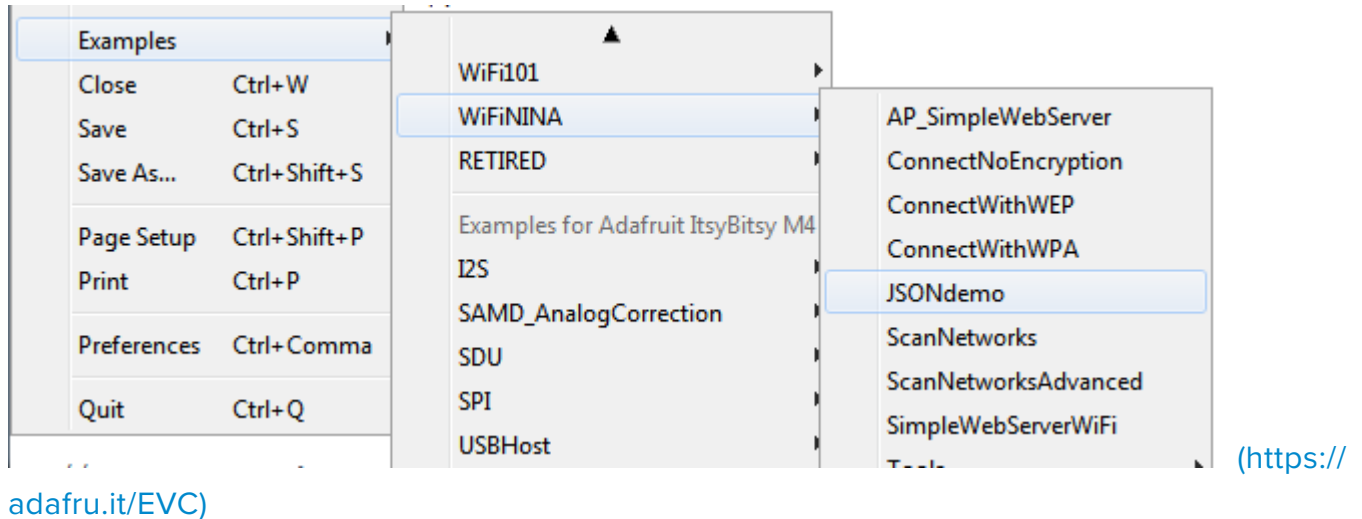 Examples
Close Ctrl+W
Save Ctrl+S
Save As... Ctrl+Shift+S
Page Setup Ctrl+Shift+P
Print Ctrl+P
Preferences Ctrl+Comma
Quit Ctrl+Q
WiFi101
WiFiNINA
RETIRED
Examples for Adafruit ItsyBitsy M4
I2S
SAMD_AnalogCorrection
SDU
SPI
USBHost
AP_SimpleWebServer
ConnectNoEncryption
ConnectWithWEP
ConnectWithWPA
JSONdemo
ScanNetworks
ScanNetworksAdvanced
SimpleWebServerWiFi
(https://
adafru.it/EVC)